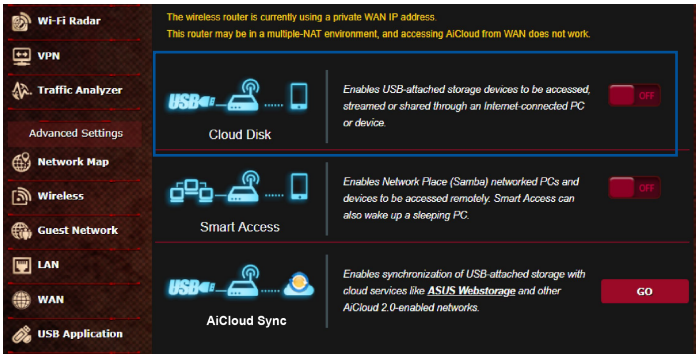 Wi-Fi Radar
VPN
Traffic Analyzer
Advanced Settings
Network Map
Wireless
Guest Network
LAN
WAN
USB Application
The wireless router is currently using a private WAN IP address.
This router may be in a multiple-NAT environment, and accessing AiCloud from WAN does not work.
USB
Cloud Disk
Enables USB-attached storage devices to be accessed,
streamed or shared through an Internet-connected PC
or device.
OFF
Smart Access
Enables Network Place (Samba) networked PCs and
devices to be accessed remotely. Smart Access can
also wake up a sleeping PC.
OFF
USB
AiCloud Sync
Enables synchronization of USB-attached storage with
cloud services like ASUS Webstorage and other
AiCloud 2.0-enabled networks.
GO